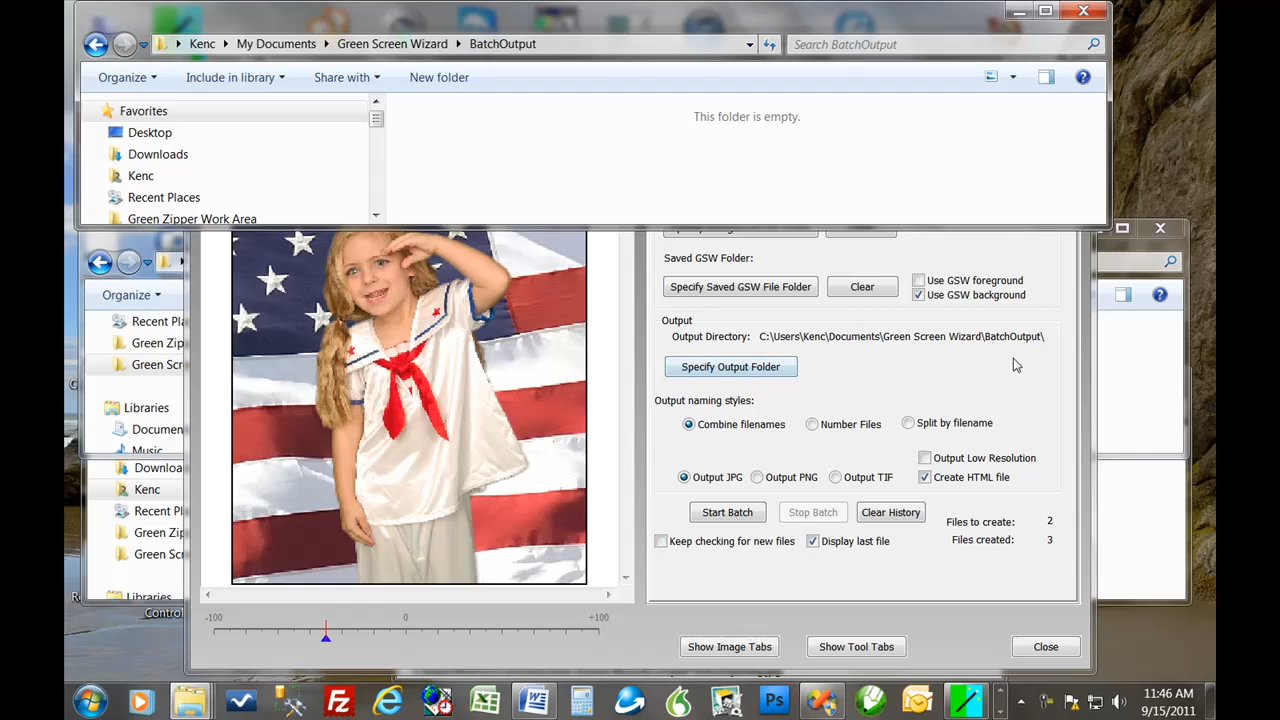 Kenc My Documents Green Screen Wizard BatchOutput
Search BatchOutput
Organize Include in library Share with New folder
Favorites
Desktop
Downloads
Kenc
Recent Places
Green Zipper Work Area
This folder is empty.
Organize
Recent Pla
Green Zip
Green Scr
Libraries
Documen
Music
Downloa
Kenc
Recent P
Green Zi
Green Sc
Libraries
Contro
Saved GSW Folder:
Specify Saved GSW File Folder Clear
Use GSW foreground
Use GSW background
Output
Output Directory: C:\Users\Kenc\Documents\Green Screen Wizard\BatchOutput\
Specify Output Folder
Output naming styles:
Combine filenames Number Files Split by filename
Output Low Resolution
Output JPG Output PNG Output TIF Create HTML file
Start Batch Stop Batch Clear History
Files to create: 2
Files created: 3
Keep checking for new files Display last file
-100 0 +100
Show Image Tabs Show Tool Tabs Close
11:46 AM
9/15/2011